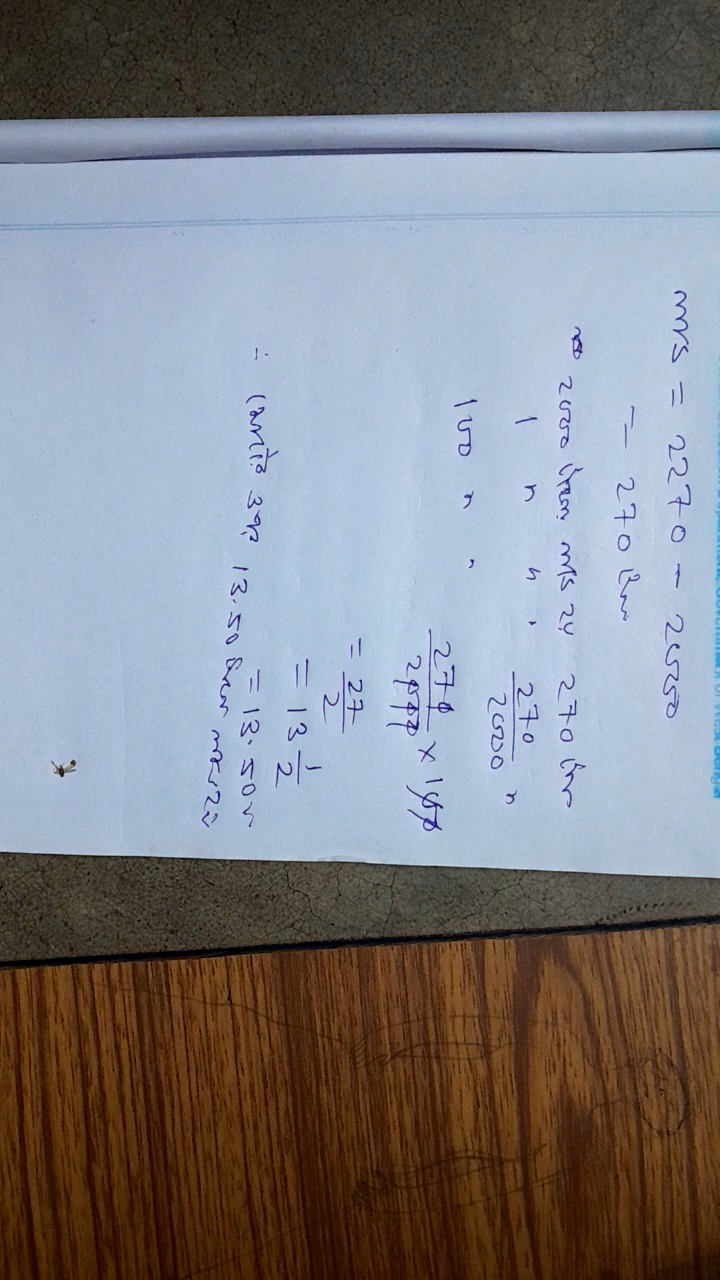 লাভ = 2270 - 2000
= 270 টাকা
2000 টাকায় লাভ হয় 270 টাকা
1 " " " 270/2000 "
100 " " 270/2000 × 100
= 27/2
= 13 1/2
= 13.50
∴ 13.50 টাকা